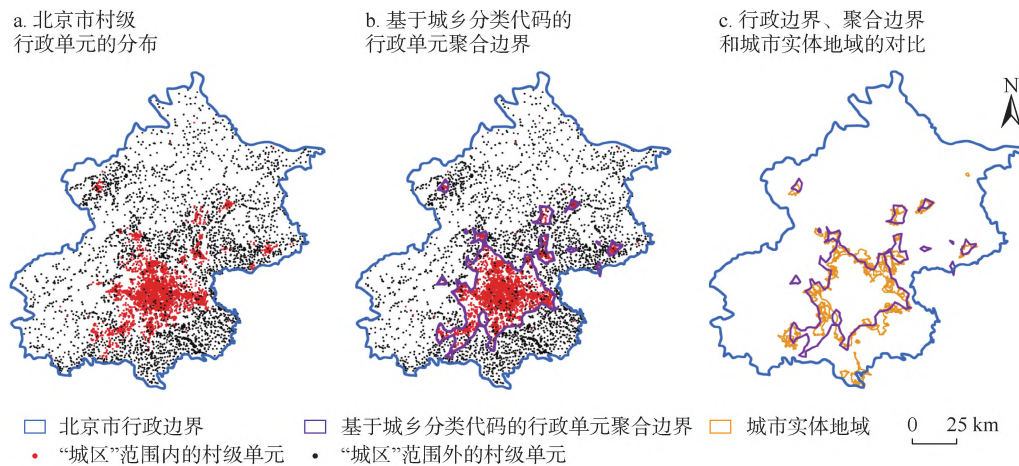 a. 北京市村级
行政单元的分布
b. 基于城乡分类代码的
行政单元聚合边界
c. 行政边界、聚合边界
和城市实体地域的对比
N
北京市行政边界
基于城乡分类代码的行政单元聚合边界
城市实体地域
0 25 km
“城区”范围内的村级单元
“城区”范围外的村级单元